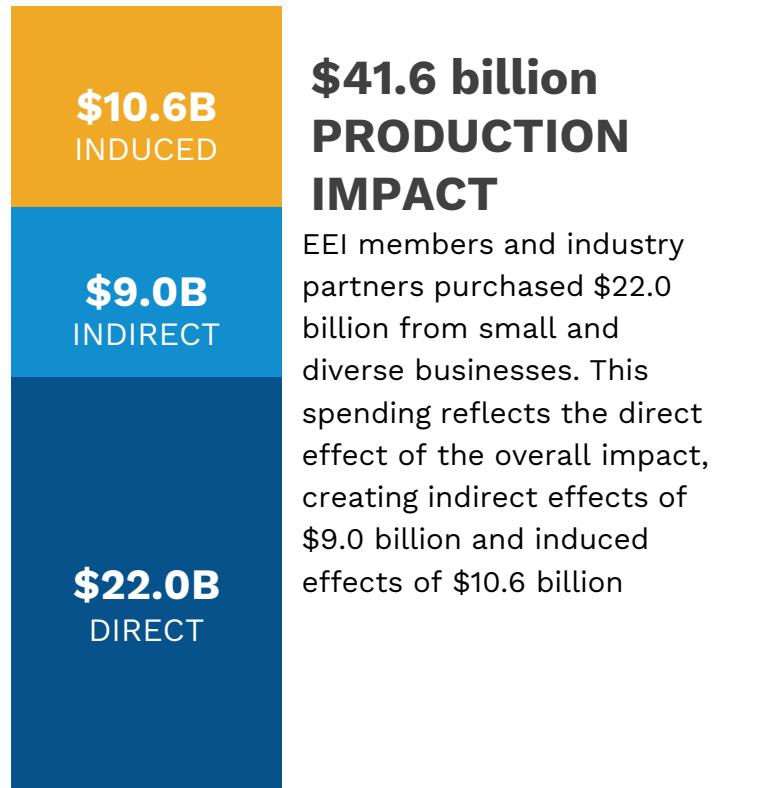 $10.6B
INDUCED
$9.0B
INDIRECT
$22.0B
DIRECT
$41.6 billion
PRODUCTION
IMPACT
EEI members and industry
partners purchased $22.0
billion from small and
diverse businesses. This
spending reflects the direct
effect of the overall impact,
creating indirect effects of
$9.0 billion and induced
effects of $10.6 billion